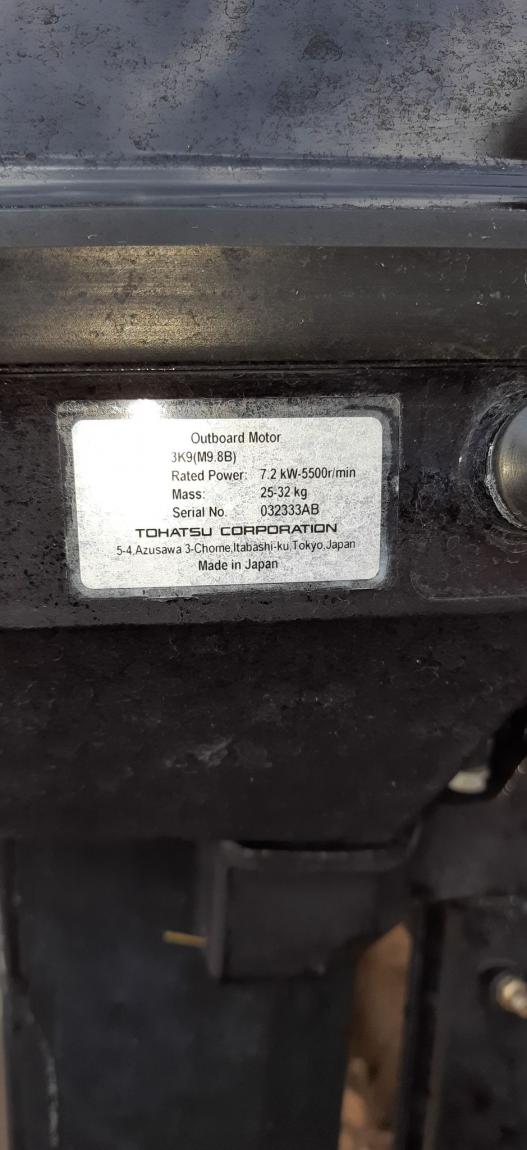 Outboard Motor
3K9(M9.8B)
Rated Power: 7.2 kW-5500r/min
Mass: 25-32 kg
Serial No. 032333AB
TOHATSU CORPORATION
5-4,Azusawa 3-Chome,Itabashi-ku,Tokyo,Japan
Made in Japan